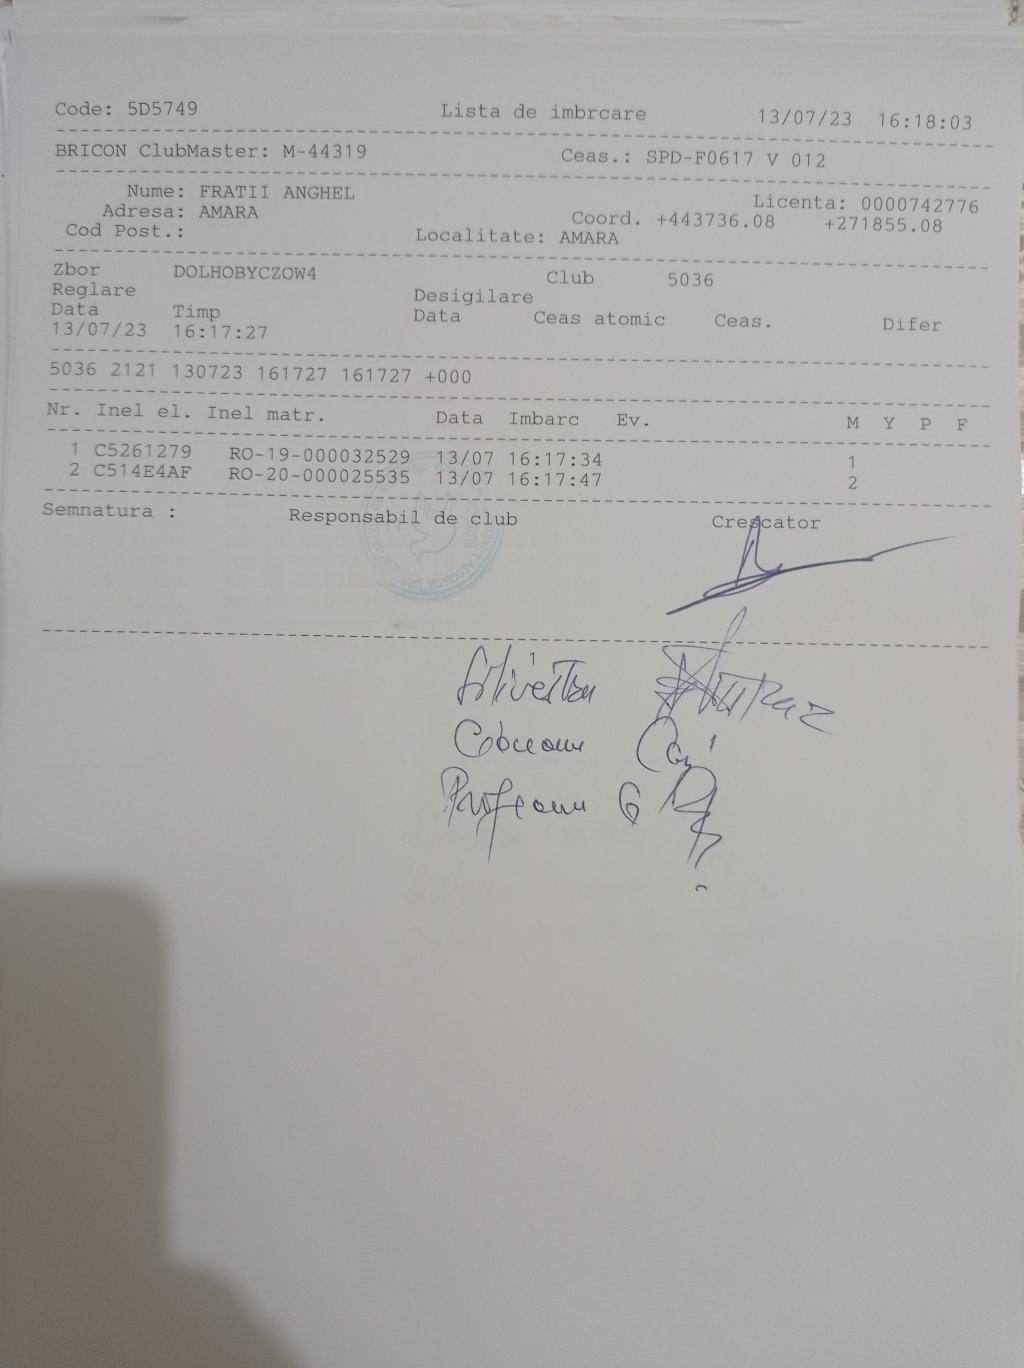 Code: 5D5749 Lista de imbrcare 13/07/23 16:18:03
BRICON ClubMaster: M-44319 Ceas.: SPD-F0617 V 012
Nume: FRATII ANGHEL Licenta: 0000742776
Adresa: AMARA Coord. +443736.08 +271855.08
Cod Post.: Localitate: AMARA
Zbor DOLHOBYCZOW4 Club 5036
Reglare Desigilare
Data Timp Data Ceas atomic Ceas. Difer
13/07/23 16:17:27
5036 2121 130723 161727 161727 +000
Nr. Inel el. Inel matr. Data Imbarc Ev. M Y P F
1 C5261279 RO-19-000032529 13/07 16:17:34 1
2 C514E4AF RO-20-000025535 13/07 16:17:47 2
Semnatura : Responsabil de club Crescator